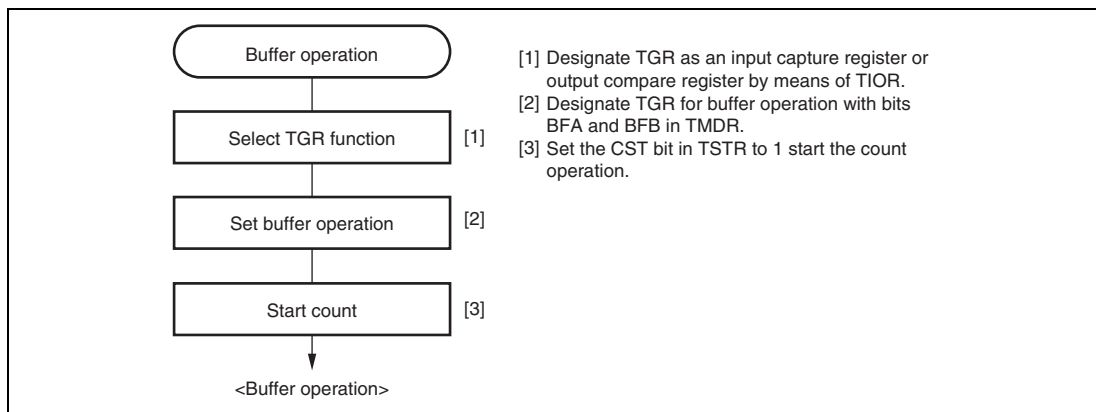 Buffer operation
Select TGR function
[1]
Set buffer operation
[2]
Start count
[3]
<Buffer operation>
[1] Designate TGR as an input capture register or
output compare register by means of TIOR.
[2] Designate TGR for buffer operation with bits
BFA and BFB in TMDR.
[3] Set the CST bit in TSTR to 1 start the count
operation.